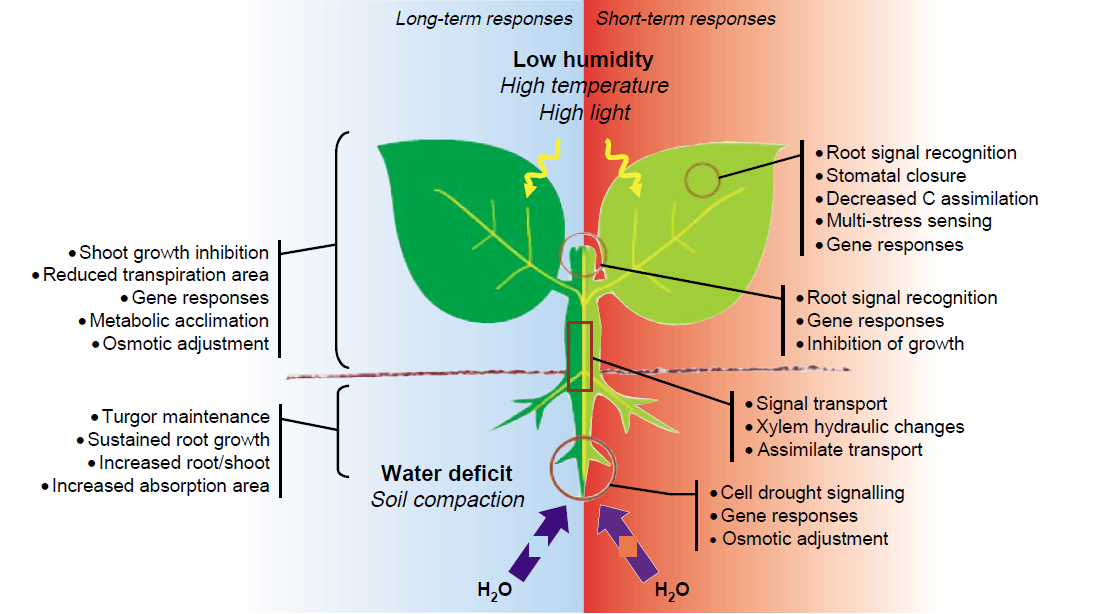 Long-term responses
Short-term responses
Low humidity
High temperature
High light
• Root signal recognition
• Stomatal closure
• Decreased C assimilation
• Multi-stress sensing
• Gene responses
• Shoot growth inhibition
• Reduced transpiration area
• Gene responses
• Metabolic acclimation
• Osmotic adjustment
• Root signal recognition
• Gene responses
• Inhibition of growth
• Turgor maintenance
• Sustained root growth
• Increased root/shoot
• Increased absorption area
• Signal transport
• Xylem hydraulic changes
• Assimilate transport
Water deficit
Soil compaction
• Cell drought signalling
• Gene responses
• Osmotic adjustment
H₂O
H₂O